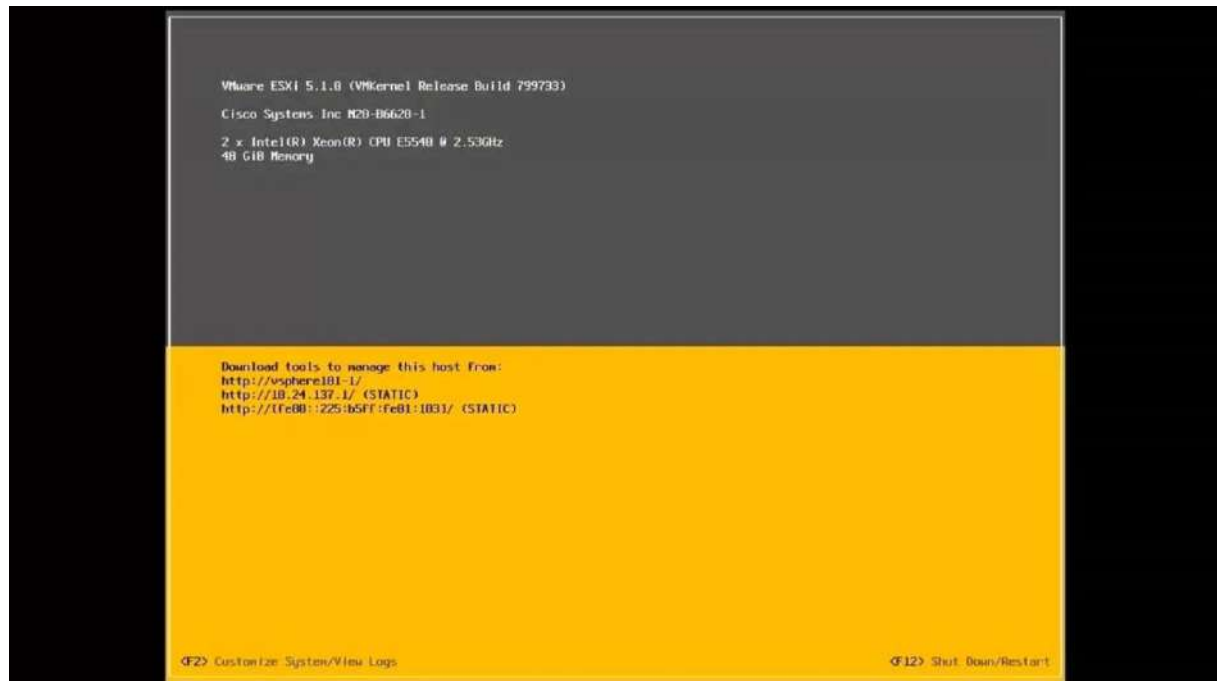 VMware ESXi 5.1.0 (VMKernel Release Build 799733)
Cisco Systems Inc N20-B6620-1
2 x Intel(R) Xeon(R) CPU E5540 @ 2.53GHz
48 GiB Memory
Download tools to manage this host from:
http://vsphere101-1/
http://10.24.137.1/ (STATIC)
http://[fe80::225:b5ff:fe01:1031/ (STATIC)
<F2> Customize System/View Logs
<F12> Shut Down/Restart